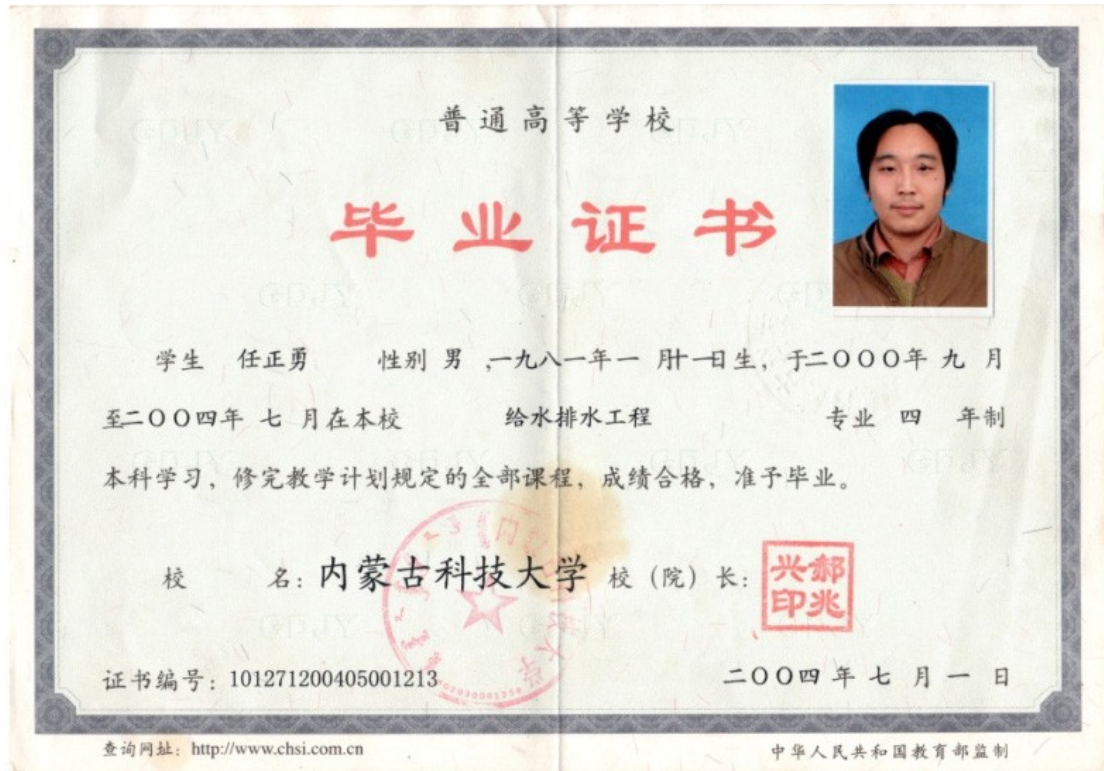 普通高等学校
毕业证书
学生 任正勇 性别 男 ,一九八一年一 月十一日生，于二〇〇〇年 九 月
至二〇〇四年 七 月在本校 给水排水工程 专业 四 年制
本科学习，修完教学计划规定的全部课程，成绩合格，准予毕业。
校 名：内蒙古科技大学 校（院）长：
郝兆兴印
证书编号：101271200405001213
二〇〇四 年 七 月 一 日
查询网址：http://www.chsi.com.cn
中华人民共和国教育部监制